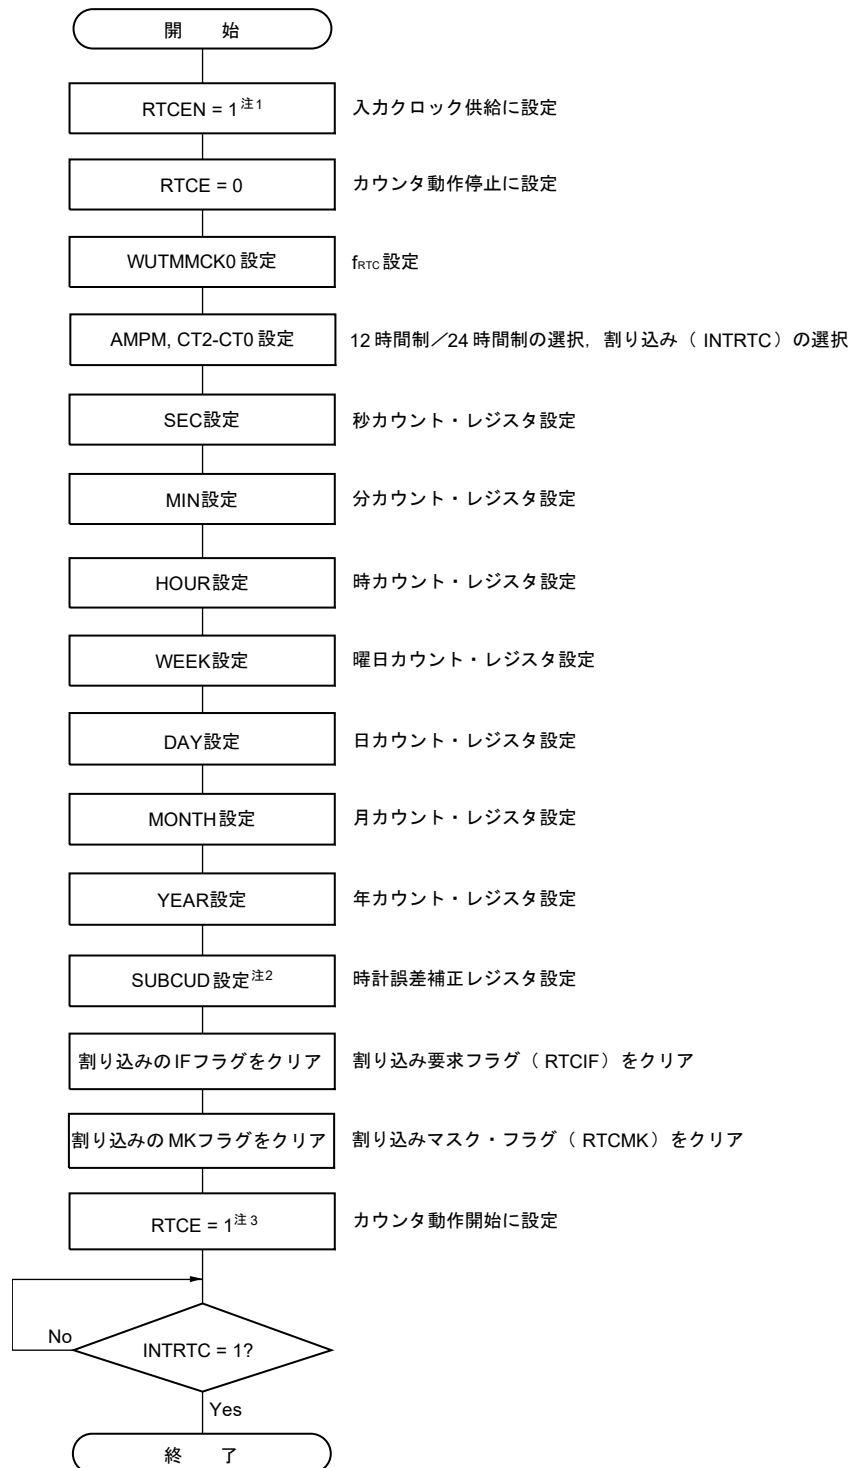 開 始
RTCEN = 1注1 入力クロック供給に設定
RTCE = 0 カウンタ動作停止に設定
WUTMMCK0 設定 fRTC 設定
AMPM, CT2-CT0 設定 12 時間制／24 時間制の選択，割り込み（ INTRTC）の選択
SEC設定 秒カウント・レジスタ設定
MIN設定 分カウント・レジスタ設定
HOUR設定 時カウント・レジスタ設定
WEEK設定 曜日カウント・レジスタ設定
DAY設定 日カウント・レジスタ設定
MONTH設定 月カウント・レジスタ設定
YEAR設定 年カウント・レジスタ設定
SUBCUD設定注2 時計誤差補正レジスタ設定
割り込みのIFフラグをクリア 割り込み要求フラグ（ RTCIF）をクリア
割り込みの MKフラグをクリア 割り込みマスク・フラグ（ RTCMK）をクリア
RTCE = 1注3 カウンタ動作開始に設定
No
INTRTC = 1?
Yes
終 了